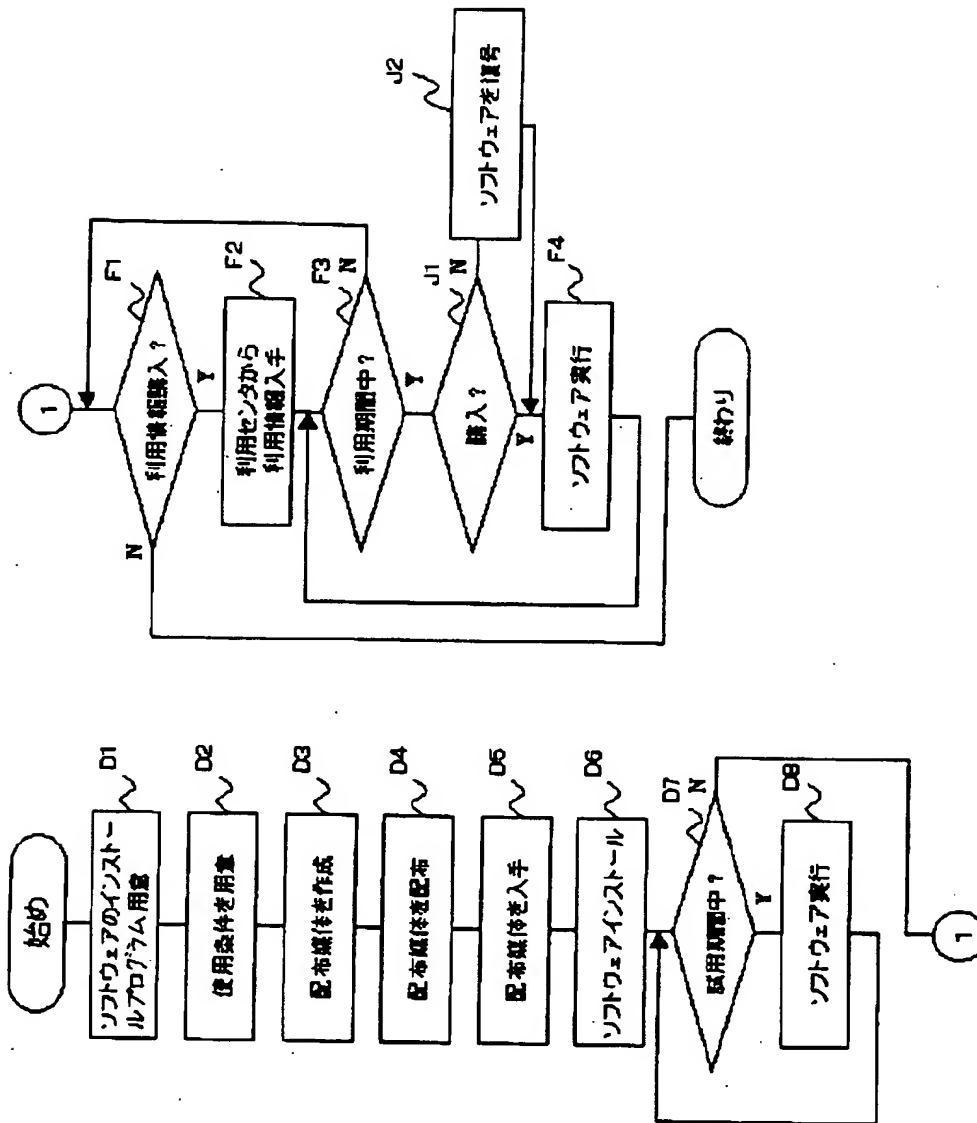 始め
ソフトウェアのインストー
ルプログラム用意
D1
使用条件を用意
D2
配布媒体を作成
D3
配布媒体を配布
D4
配布媒体を入手
D5
ソフトウェアインストール
D6
試用期間中?
D7
N
Y
ソフトウェア実行
D8
1
1
利用情報購入?
F1
N
Y
利用センタから
利用情報入手
F2
利用期間中?
F3
N
Y
購入?
J1
N
Y
ソフトウェアを復号
J2
ソフトウェア実行
F4
終わり